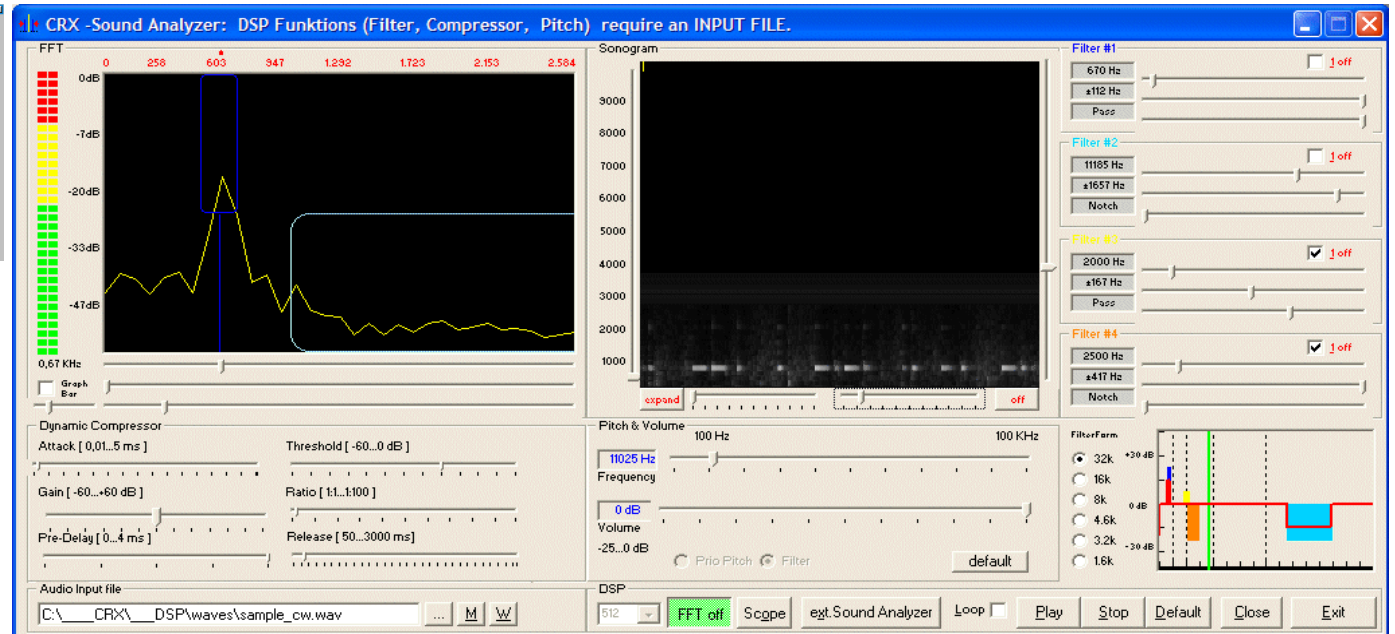 CRX -Sound Analyzer: DSP Funktions (Filter, Compressor, Pitch) require an INPUT FILE.
FFT
0 258 603 947 1.292 1.723 2.153 2.584
0dB
-7dB
-20dB
-33dB
-47dB
0,67 KHz
Graph
Bar
Sonogram
9000
8000
7000
6000
5000
4000
3000
2000
1000
expand
off
Filter #1
670 Hz
1 off
±112 Hz
Pass
Filter #2
11185 Hz
1 off
±1657 Hz
Notch
Filter #3
2000 Hz
1 off
±167 Hz
Pass
Filter #4
2500 Hz
1 off
±417 Hz
Notch
Dynamic Compressor
Attack [ 0,01...5 ms ]
Threshold [ -60...0 dB ]
Gain [ -60...+60 dB ]
Ratio [ 1:1...1:100 ]
Pre-Delay [ 0...4 ms ]
Release [ 50...3000 ms]
Pitch & Volume
100 Hz
100 KHz
11025 Hz
Frequency
0 dB
Volume
-25...0 dB
Prio Pitch
Filter
default
FilterForm
32k
16k
8k
4.6k
3.2k
1.6k
+30 dB
0 dB
-30 dB
Audio Input file
C:\____CRX\___DSP\waves\sample_cw.wav
...
M
W
DSP
512
FFT off
Scope
ext.Sound Analyzer
Loop
Play
Stop
Default
Close
Exit